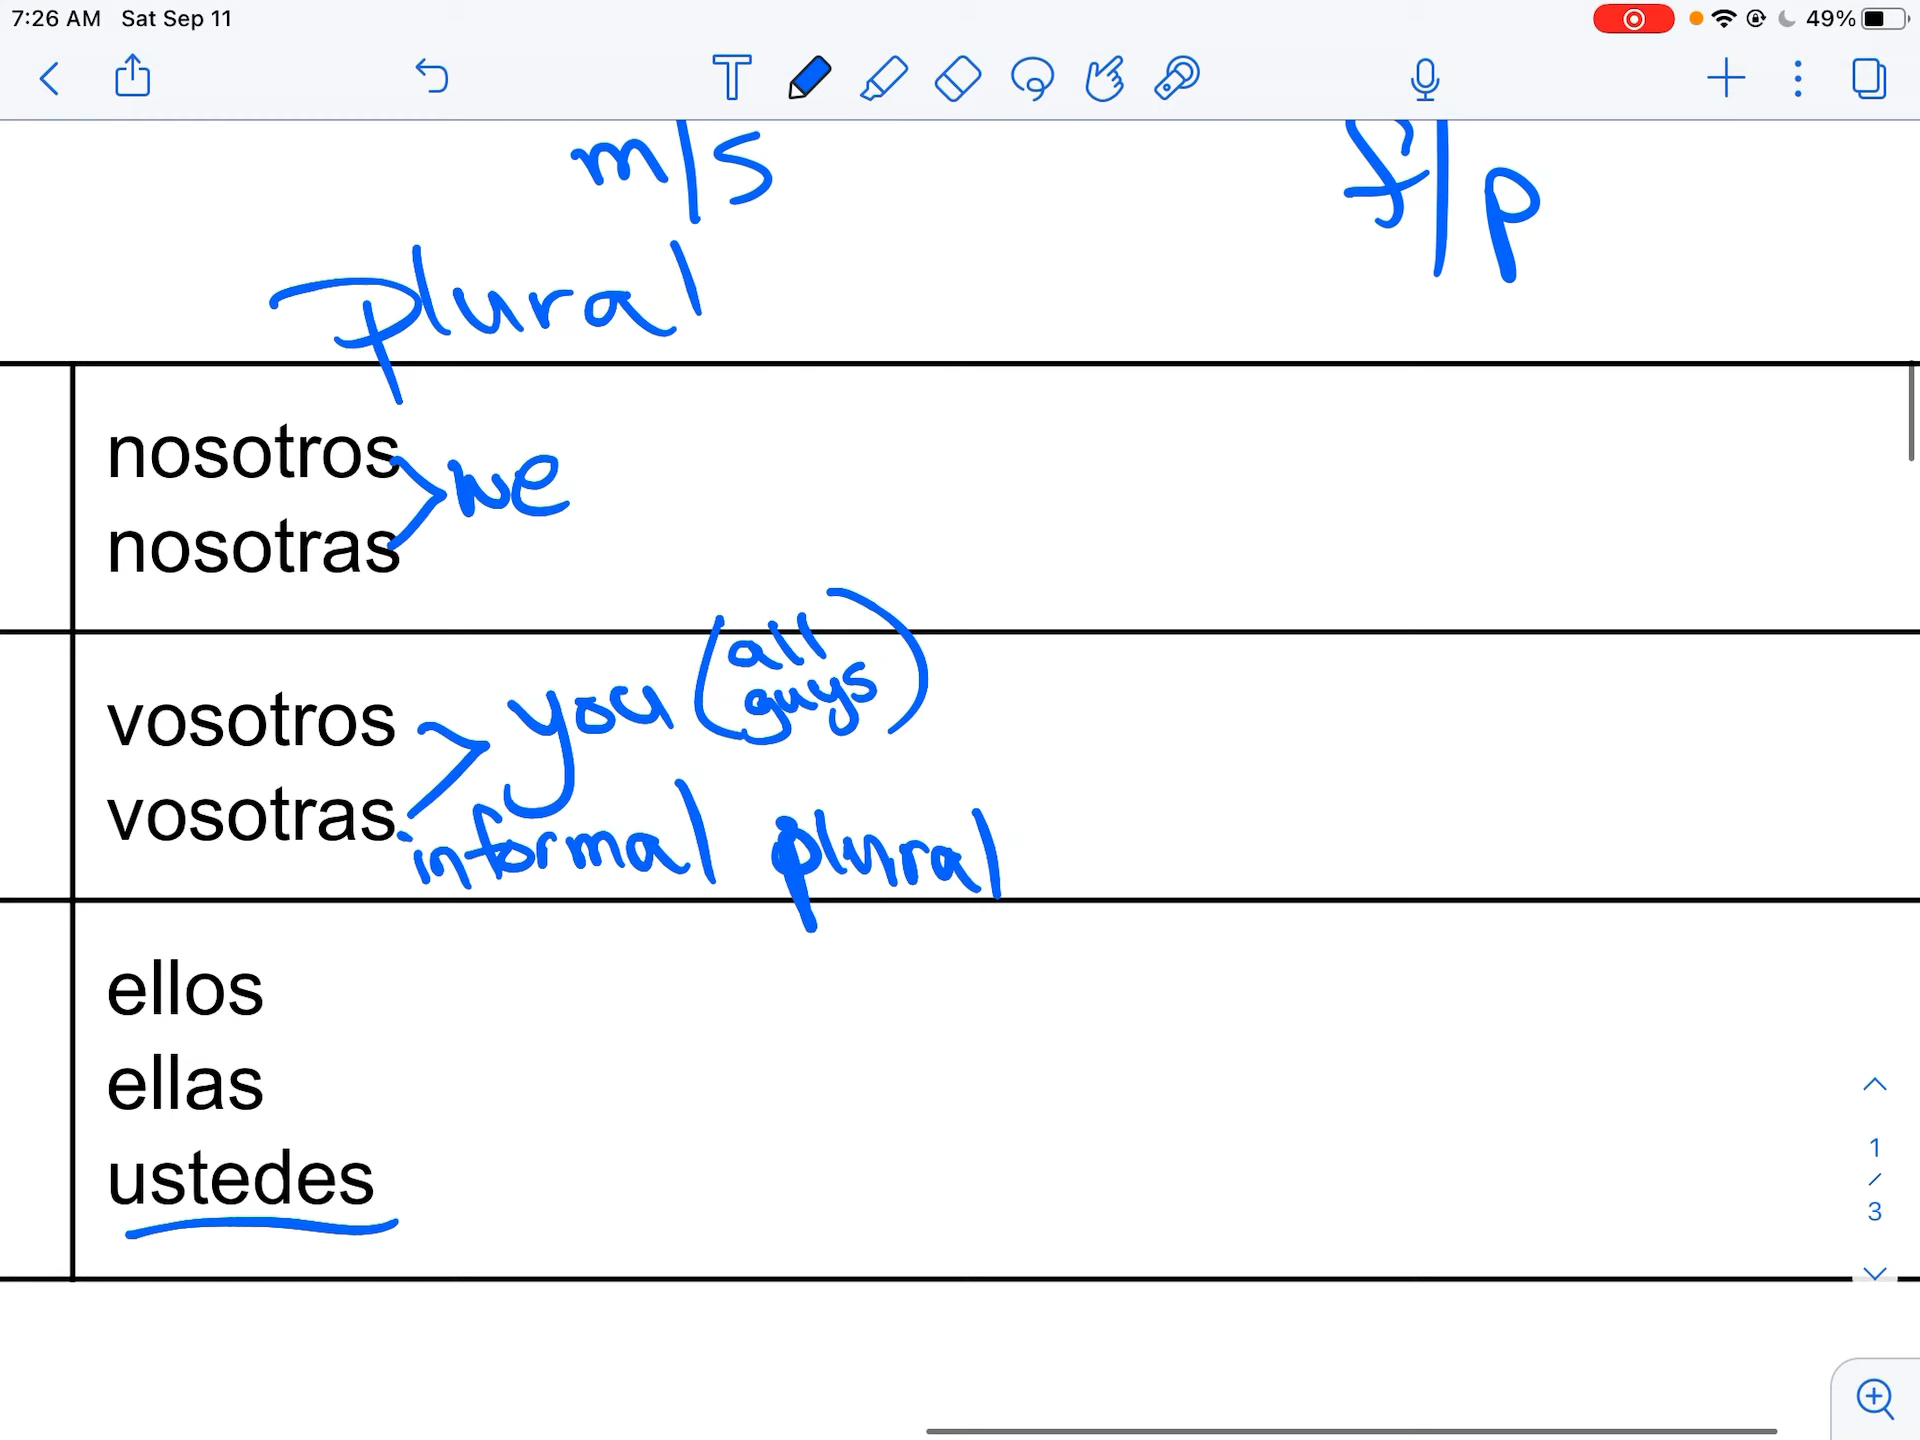 7:26 AM Sat Sep 11
49%
T
m/s
f/p
plural
nosotros
we
nosotras
vosotros
you (all guys)
vosotras
informal plural
ellos
ellas
ustedes
1
/
3